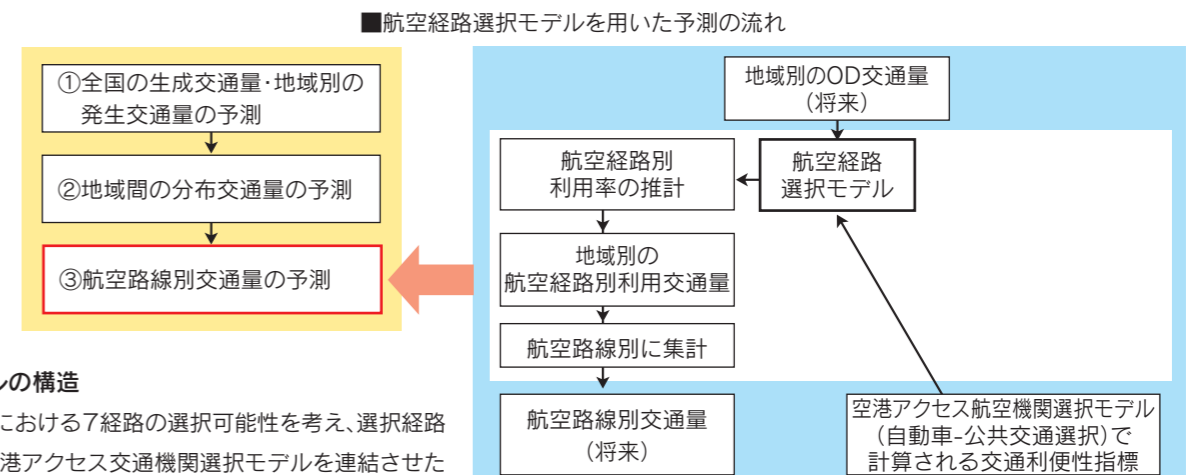 ■航空経路選択モデルを用いた予測の流れ
①全国の生成交通量・地域別の
発生交通量の予測
②地域間の分布交通量の予測
③航空路線別交通量の予測
地域別のOD交通量
(将来)
航空経路
選択モデル
航空経路別
利用率の推計
地域別の
航空経路別利用交通量
航空路線別に集計
航空路線別交通量
(将来)
空港アクセス航空機関選択モデル
(自動車-公共交通選択)で
計算される交通利便性指標
の構造
における7経路の選択可能性を考え、選択経路
港アクセス交通機関選択モデルを連結させた